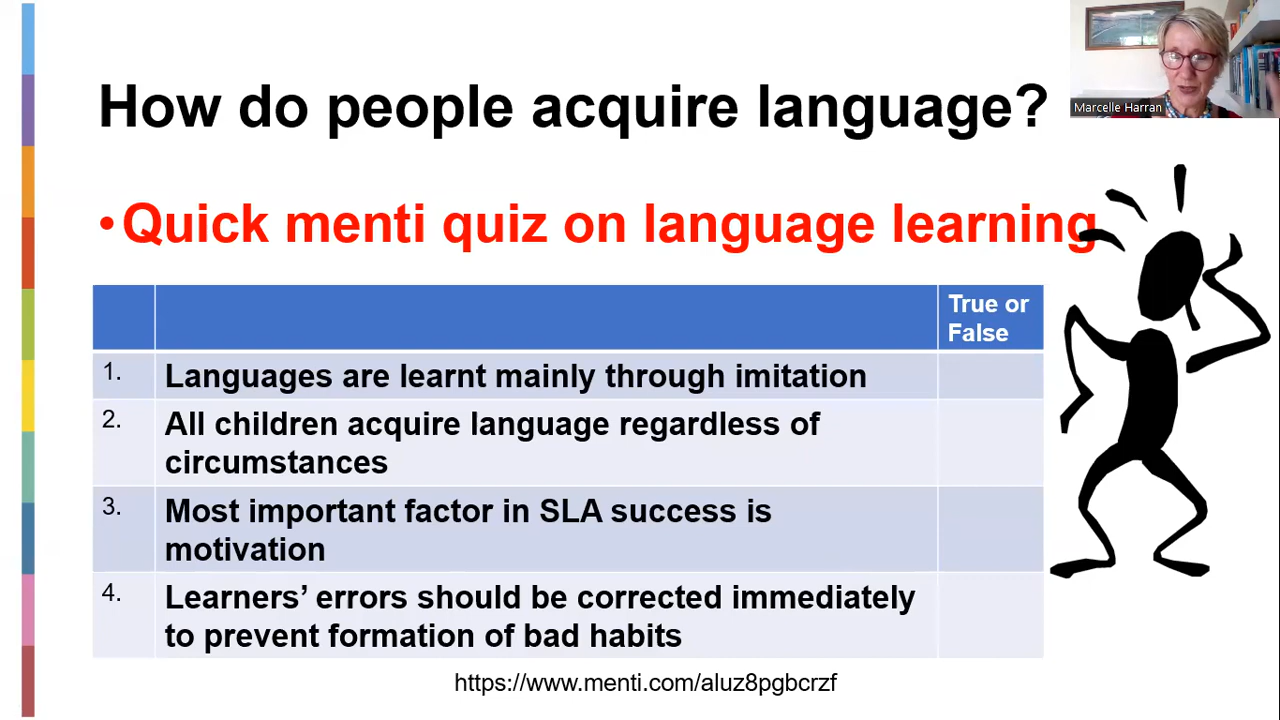 How do people acquire language?
Marcelle Harran
•Quick menti quiz on language learning
True or
False
1. Languages are learnt mainly through imitation
2. All children acquire language regardless of
circumstances
3. Most important factor in SLA success is
motivation
4. Learners’ errors should be corrected immediately
to prevent formation of bad habits
https://www.menti.com/aluz8pgbcrzf